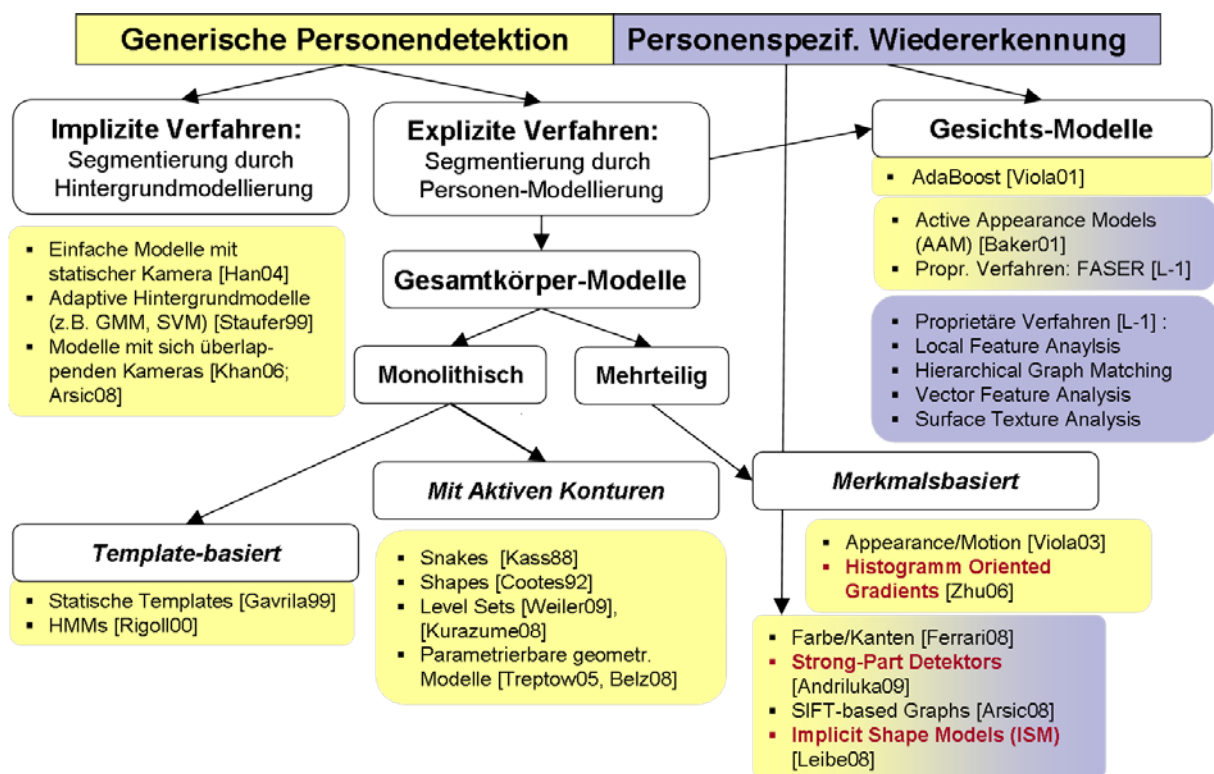 Generische Personendetektion
Personenspezif. Wiedererkennung
Implizite Verfahren:
Segmentierung durch
Hintergrundmodellierung
Explizite Verfahren:
Segmentierung durch
Personen-Modellierung
Gesichts-Modelle
▪ AdaBoost [Viola01]
▪ Active Appearance Models
(AAM) [Baker01]
▪ Propr. Verfahren: FASER [L-1]
▪ Proprietäre Verfahren [L-1] :
▪ Local Feature Anaylsis
▪ Hierarchical Graph Matching
▪ Vector Feature Analysis
▪ Surface Texture Analysis
▪ Einfache Modelle mit
statischer Kamera [Han04]
▪ Adaptive Hintergrundmodelle
(z.B. GMM, SVM) [Staufer99]
▪ Modelle mit sich überlap-
penden Kameras [Khan06;
Arsic08]
Gesamtkörper-Modelle
Monolithisch
Mehrteilig
Template-basiert
▪ Statische Templates [Gavrila99]
▪ HMMs [Rigoll00]
Mit Aktiven Konturen
▪ Snakes [Kass88]
▪ Shapes [Cootes92]
▪ Level Sets [Weiler09],
[Kurazume08]
▪ Parametrierbare geometr.
Modelle [Treptow05, Belz08]
Merkmalsbasiert
▪ Appearance/Motion [Viola03]
▪ Histogramm Oriented
Gradients [Zhu06]
▪ Farbe/Kanten [Ferrari08]
▪ Strong-Part Detektors
[Andriluka09]
▪ SIFT-based Graphs [Arsic08]
▪ Implicit Shape Models (ISM)
[Leibe08]